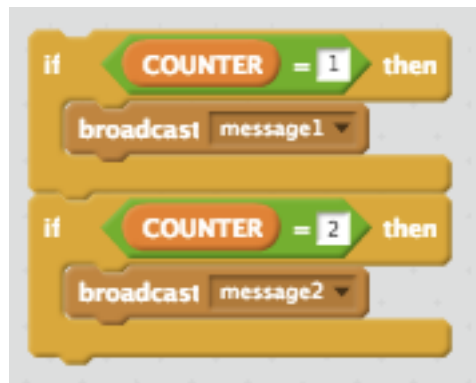 if COUNTER = 1 then
broadcast message1
if COUNTER = 2 then
broadcast message2